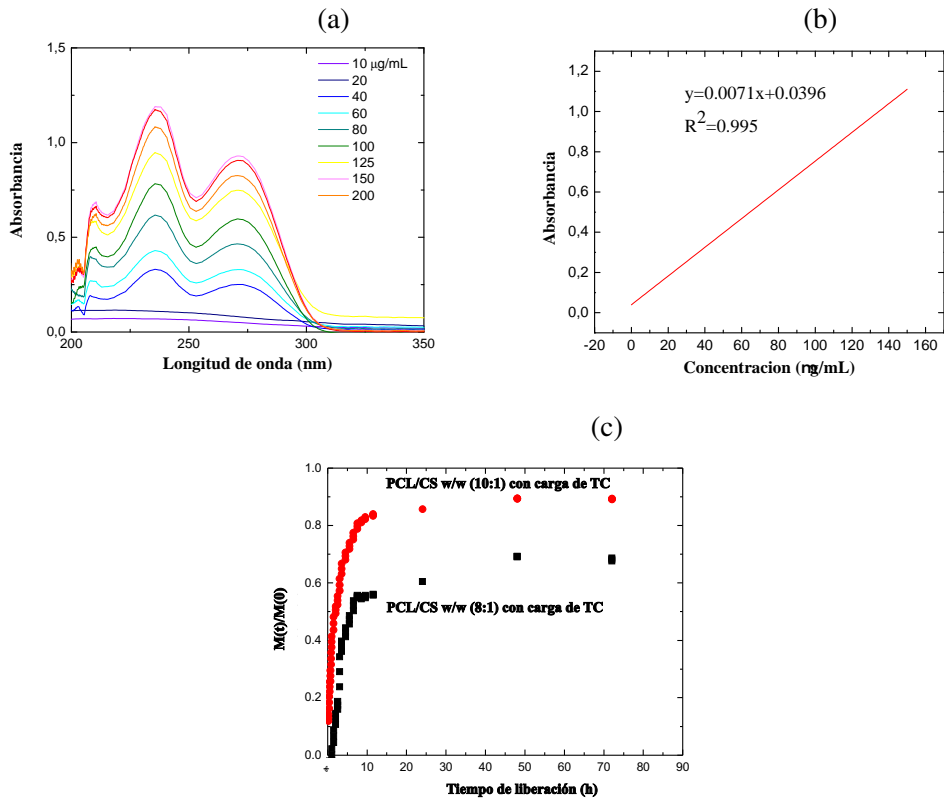 (a)
1,5
1,0
0,5
0,0
Absorbancia
200
250
300
350
Longitud de onda (nm)
10 µg/mL
20
40
60
80
100
125
150
200
(b)
1,2
1,0
0,8
0,6
0,4
0,2
0,0
Absorbancia
y=0.0071x+0.0396
R²=0.995
-20 0 20 40 60 80 100 120 140 160
Concentracion (mg/mL)
(c)
1.0
0.8
0.6
0.4
0.2
0.0
M(t)/M(0)
PCL/CS w/w (10:1) con carga de TC
PCL/CS w/w (8:1) con carga de TC
10 20 30 40 50 60 70 80 90
Tiempo de liberación (h)